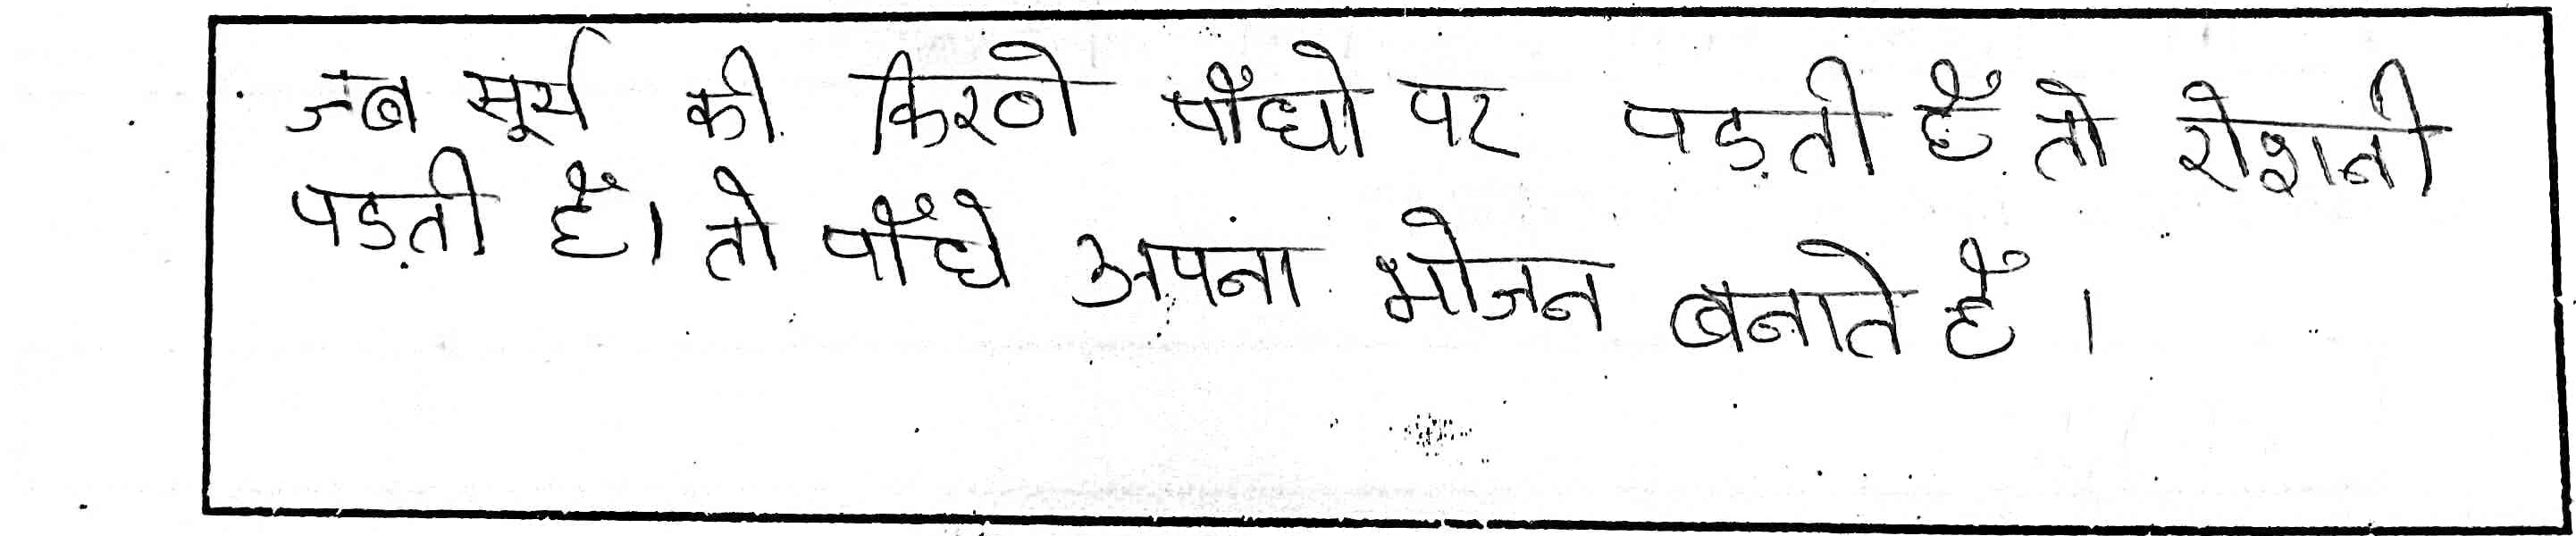 जब सूर्य की किरणे पौंधो पर पड़ती हैं तो रोशनी
पड़ती हैं। तो पौंधे अपना भोजन बनाते हैं।